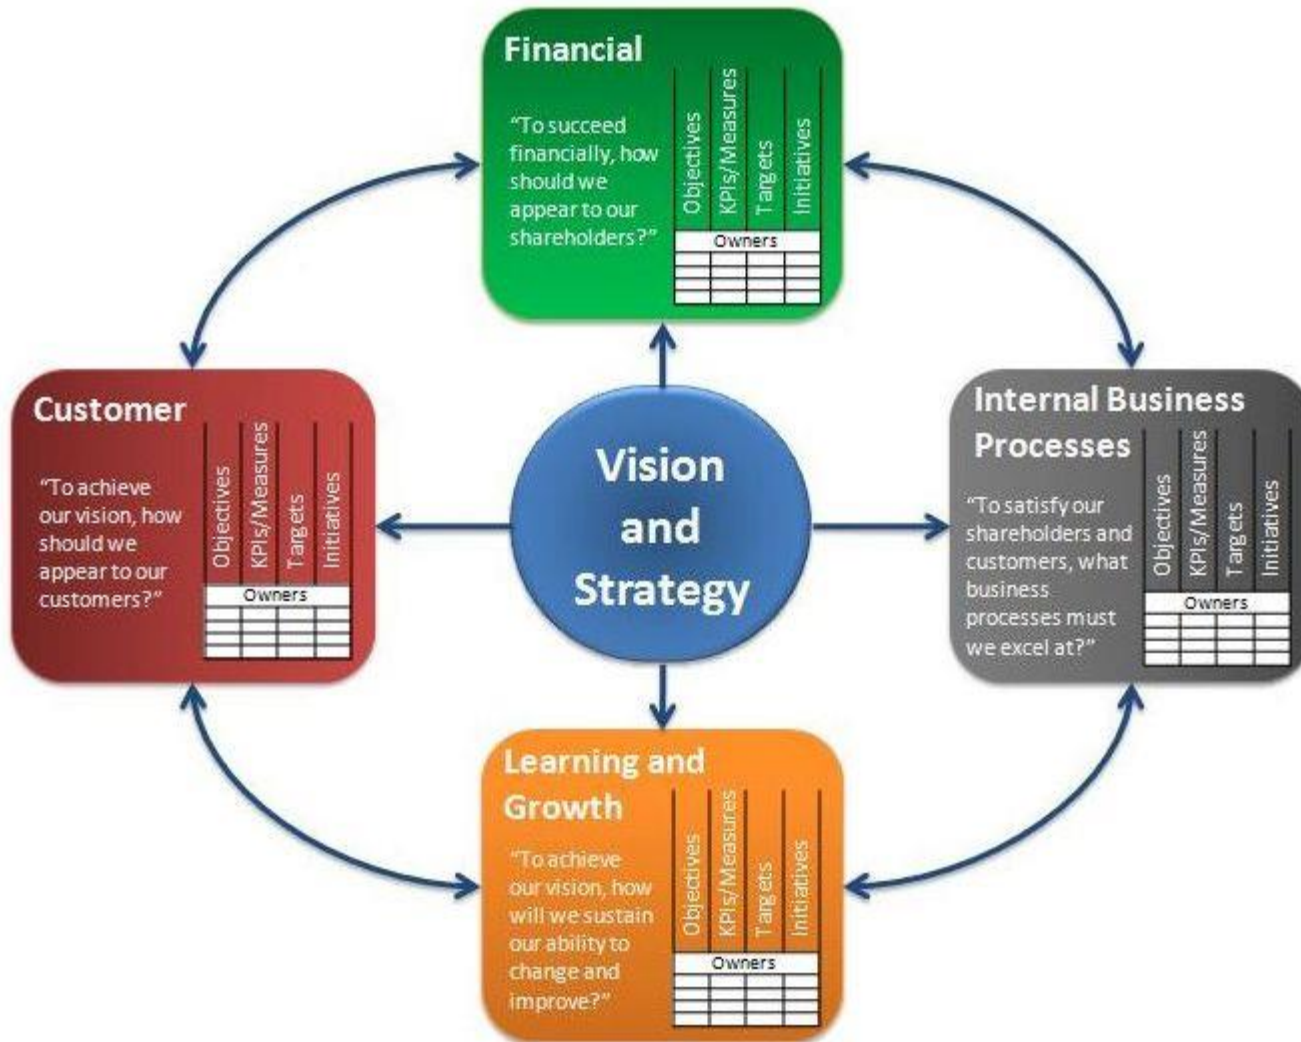 Financial
"To succeed
financially, how
should we
appear to our
shareholders?"
Objectives
KPIs/Measures
Targets
Initiatives
Owners
Customer
"To achieve
our vision, how
should we
appear to our
customers?"
Objectives
KPIs/Measures
Targets
Initiatives
Owners
Vision
and
Strategy
Internal Business
Processes
"To satisfy our
shareholders and
customers, what
business
processes must
we excel at?"
Objectives
KPIs/Measures
Targets
Initiatives
Owners
Learning and
Growth
"To achieve
our vision, how
will we sustain
our ability to
change and
improve?"
Objectives
KPIs/Measures
Targets
Initiatives
Owners